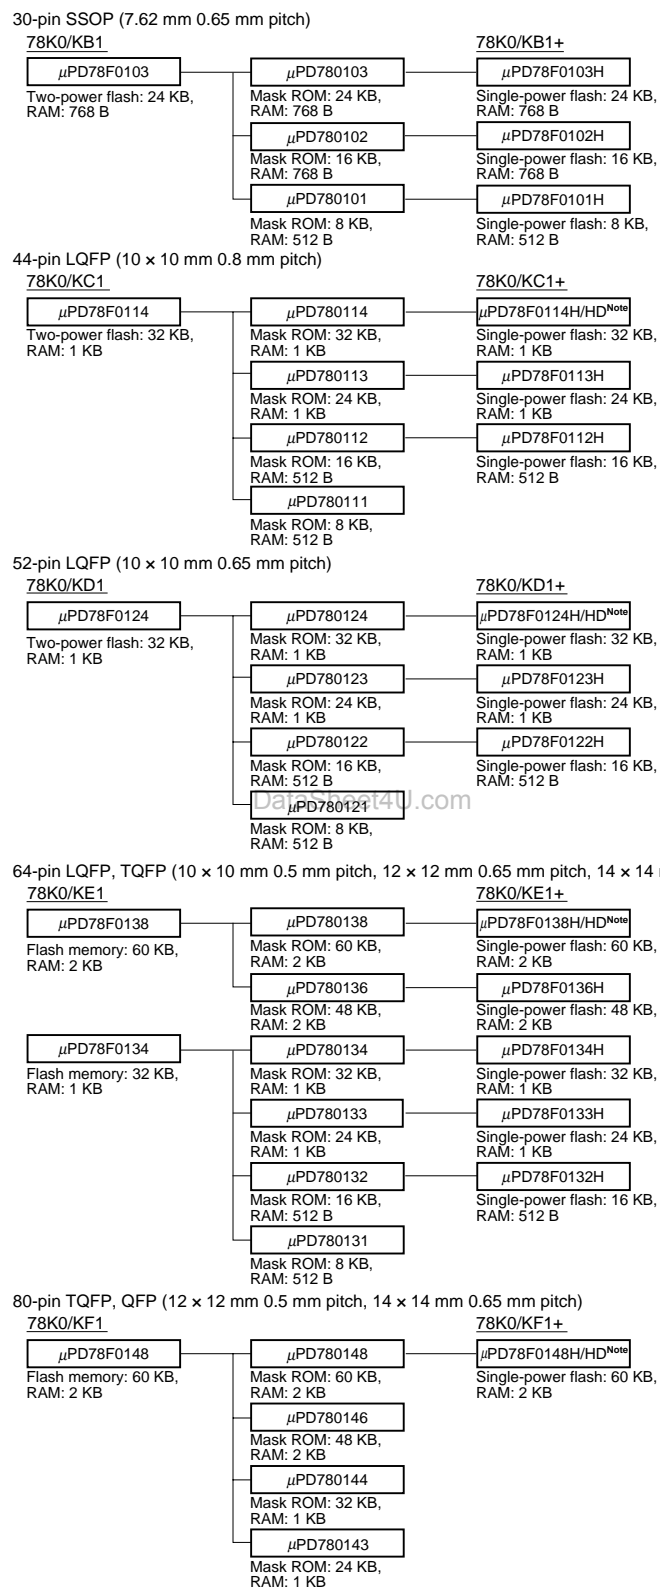 30-pin SSOP (7.62 mm 0.65 mm pitch)
78K0/KB1 78K0/KB1+
μPD78F0103 μPD780103 μPD78F0103H
Two-power flash: 24 KB, Mask ROM: 24 KB, Single-power flash: 24 KB,
RAM: 768 B RAM: 768 B RAM: 768 B
μPD780102 μPD78F0102H
Mask ROM: 16 KB, Single-power flash: 16 KB,
RAM: 768 B RAM: 768 B
μPD780101 μPD78F0101H
Mask ROM: 8 KB, Single-power flash: 8 KB,
RAM: 512 B RAM: 512 B
44-pin LQFP (10 × 10 mm 0.8 mm pitch)
78K0/KC1 78K0/KC1+
μPD78F0114 μPD780114 μPD78F0114H/HDNote
Two-power flash: 32 KB, Mask ROM: 32 KB, Single-power flash: 32 KB,
RAM: 1 KB RAM: 1 KB RAM: 1 KB
μPD780113 μPD78F0113H
Mask ROM: 24 KB, Single-power flash: 24 KB,
RAM: 1 KB RAM: 1 KB
μPD780112 μPD78F0112H
Mask ROM: 16 KB, Single-power flash: 16 KB,
RAM: 512 B RAM: 512 B
μPD780111
Mask ROM: 8 KB,
RAM: 512 B
52-pin LQFP (10 × 10 mm 0.65 mm pitch)
78K0/KD1 78K0/KD1+
μPD78F0124 μPD780124 μPD78F0124H/HDNote
Two-power flash: 32 KB, Mask ROM: 32 KB, Single-power flash: 32 KB,
RAM: 1 KB RAM: 1 KB RAM: 1 KB
μPD780123 μPD78F0123H
Mask ROM: 24 KB, Single-power flash: 24 KB,
RAM: 1 KB RAM: 1 KB
μPD780122 μPD78F0122H
Mask ROM: 16 KB, Single-power flash: 16 KB,
RAM: 512 B RAM: 512 B
DataSheet4U.com
μPD780121
Mask ROM: 8 KB,
RAM: 512 B
64-pin LQFP, TQFP (10 × 10 mm 0.5 mm pitch, 12 × 12 mm 0.65 mm pitch, 14 × 14
78K0/KE1 78K0/KE1+
μPD78F0138 μPD780138 μPD78F0138H/HDNote
Flash memory: 60 KB, Mask ROM: 60 KB, Single-power flash: 60 KB,
RAM: 2 KB RAM: 2 KB RAM: 2 KB
μPD780136 μPD78F0136H
Mask ROM: 48 KB, Single-power flash: 48 KB,
RAM: 2 KB RAM: 2 KB
μPD78F0134 μPD780134 μPD78F0134H
Flash memory: 32 KB, Mask ROM: 32 KB, Single-power flash: 32 KB,
RAM: 1 KB RAM: 1 KB RAM: 1 KB
μPD780133 μPD78F0133H
Mask ROM: 24 KB, Single-power flash: 24 KB,
RAM: 1 KB RAM: 1 KB
μPD780132 μPD78F0132H
Mask ROM: 16 KB, Single-power flash: 16 KB,
RAM: 512 B RAM: 512 B
μPD780131
Mask ROM: 8 KB,
RAM: 512 B
80-pin TQFP, QFP (12 × 12 mm 0.5 mm pitch, 14 × 14 mm 0.65 mm pitch)
78K0/KF1 78K0/KF1+
μPD78F0148 μPD780148 μPD78F0148H/HDNote
Flash memory: 60 KB, Mask ROM: 60 KB, Single-power flash: 60 KB,
RAM: 2 KB RAM: 2 KB RAM: 2 KB
μPD780146
Mask ROM: 48 KB,
RAM: 2 KB
μPD780144
Mask ROM: 32 KB,
RAM: 1 KB
μPD780143
Mask ROM: 24 KB,
RAM: 1 KB